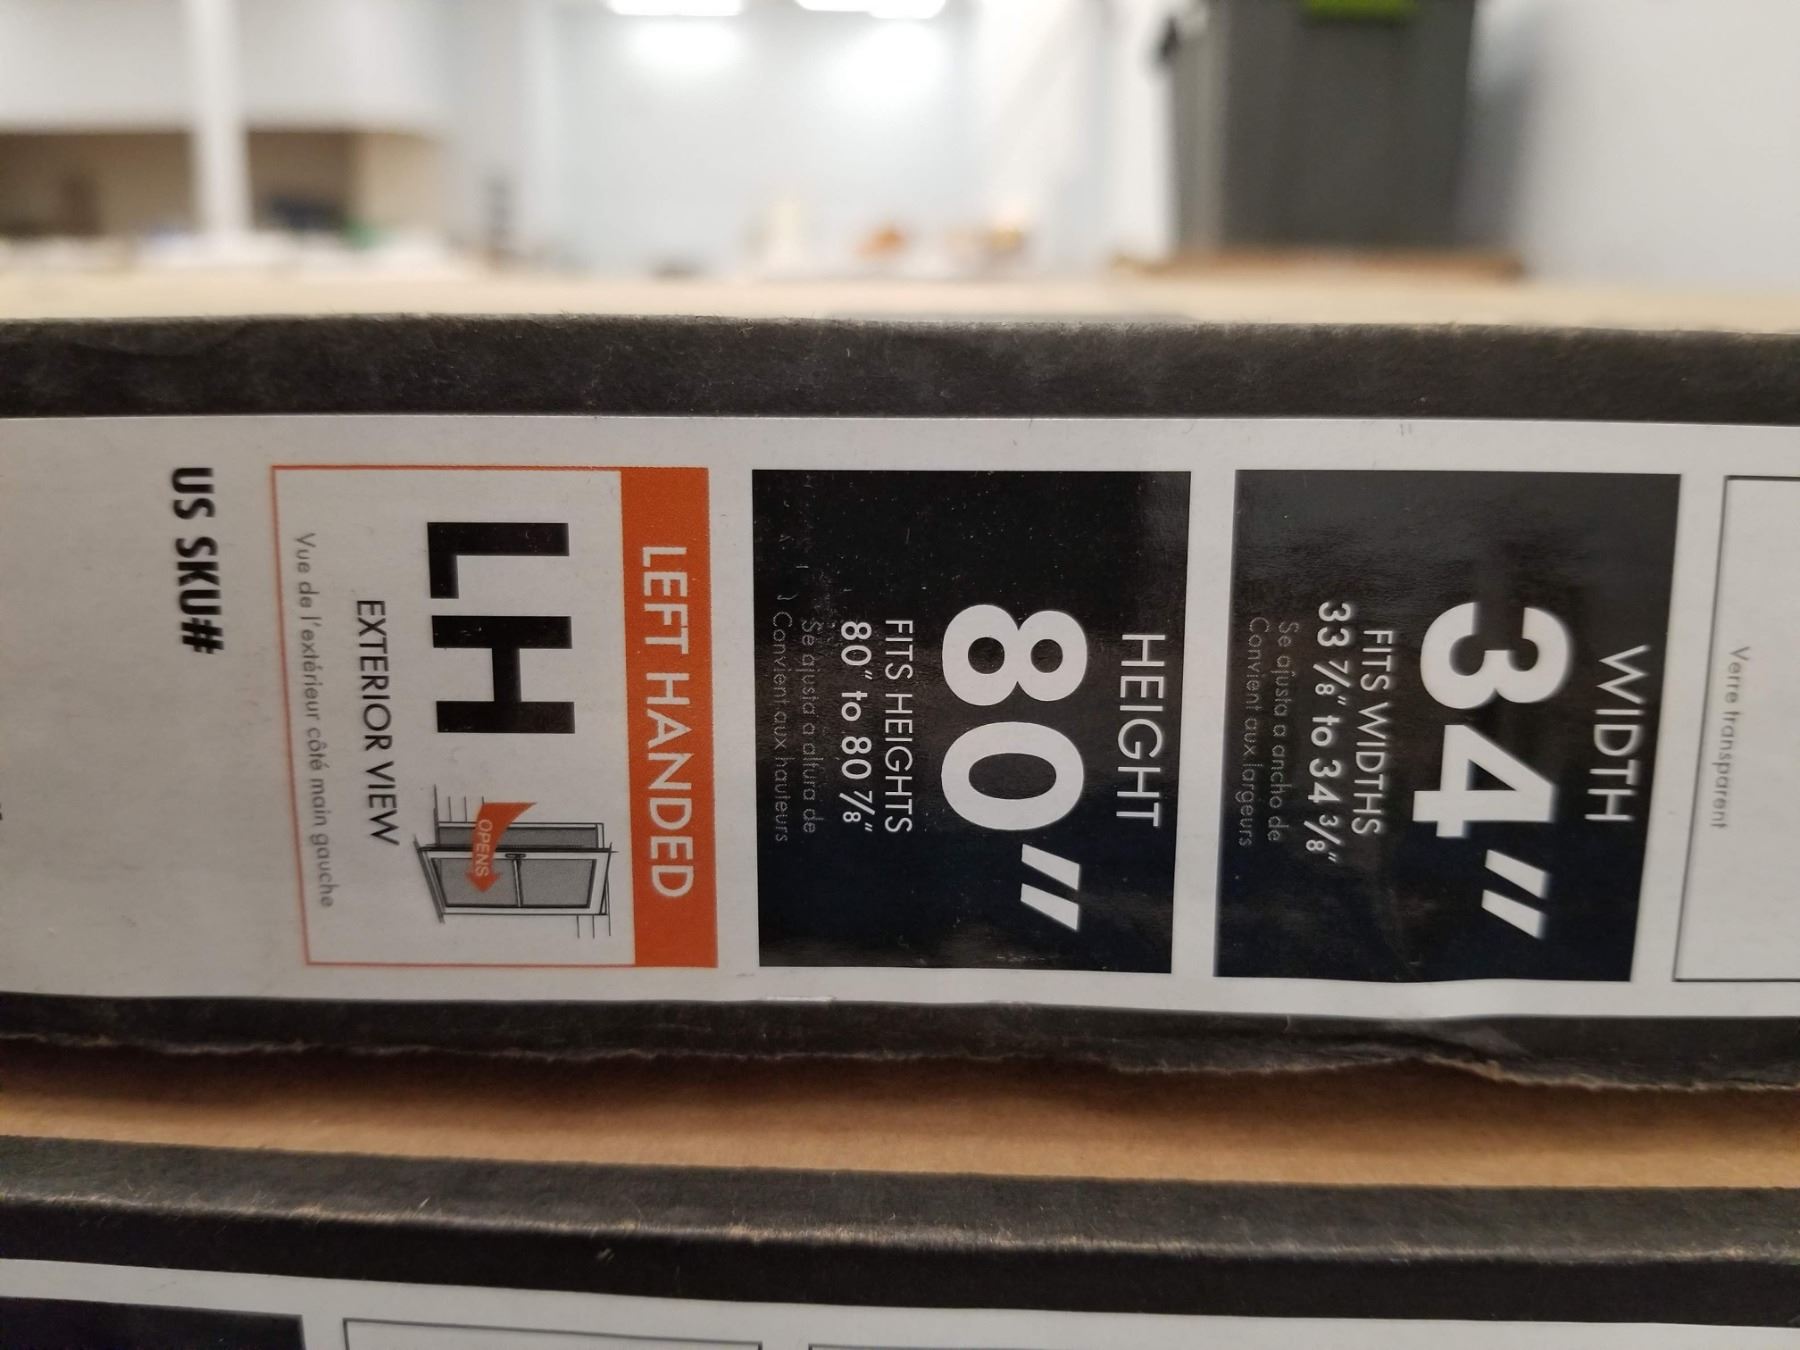 Verre transparent
WIDTH
34"
FITS WIDTHS
33 7/8" to 34 3/8"
Se ajusta a ancho de
Convient aux largeurs
HEIGHT
80"
FITS HEIGHTS
80" to 80 7/8"
Se ajusta a altura de
Convient aux hauteurs
LEFT HANDED
LH
OPENS
EXTERIOR VIEW
Vue de l'extérieur côté main gauche
US SKU#